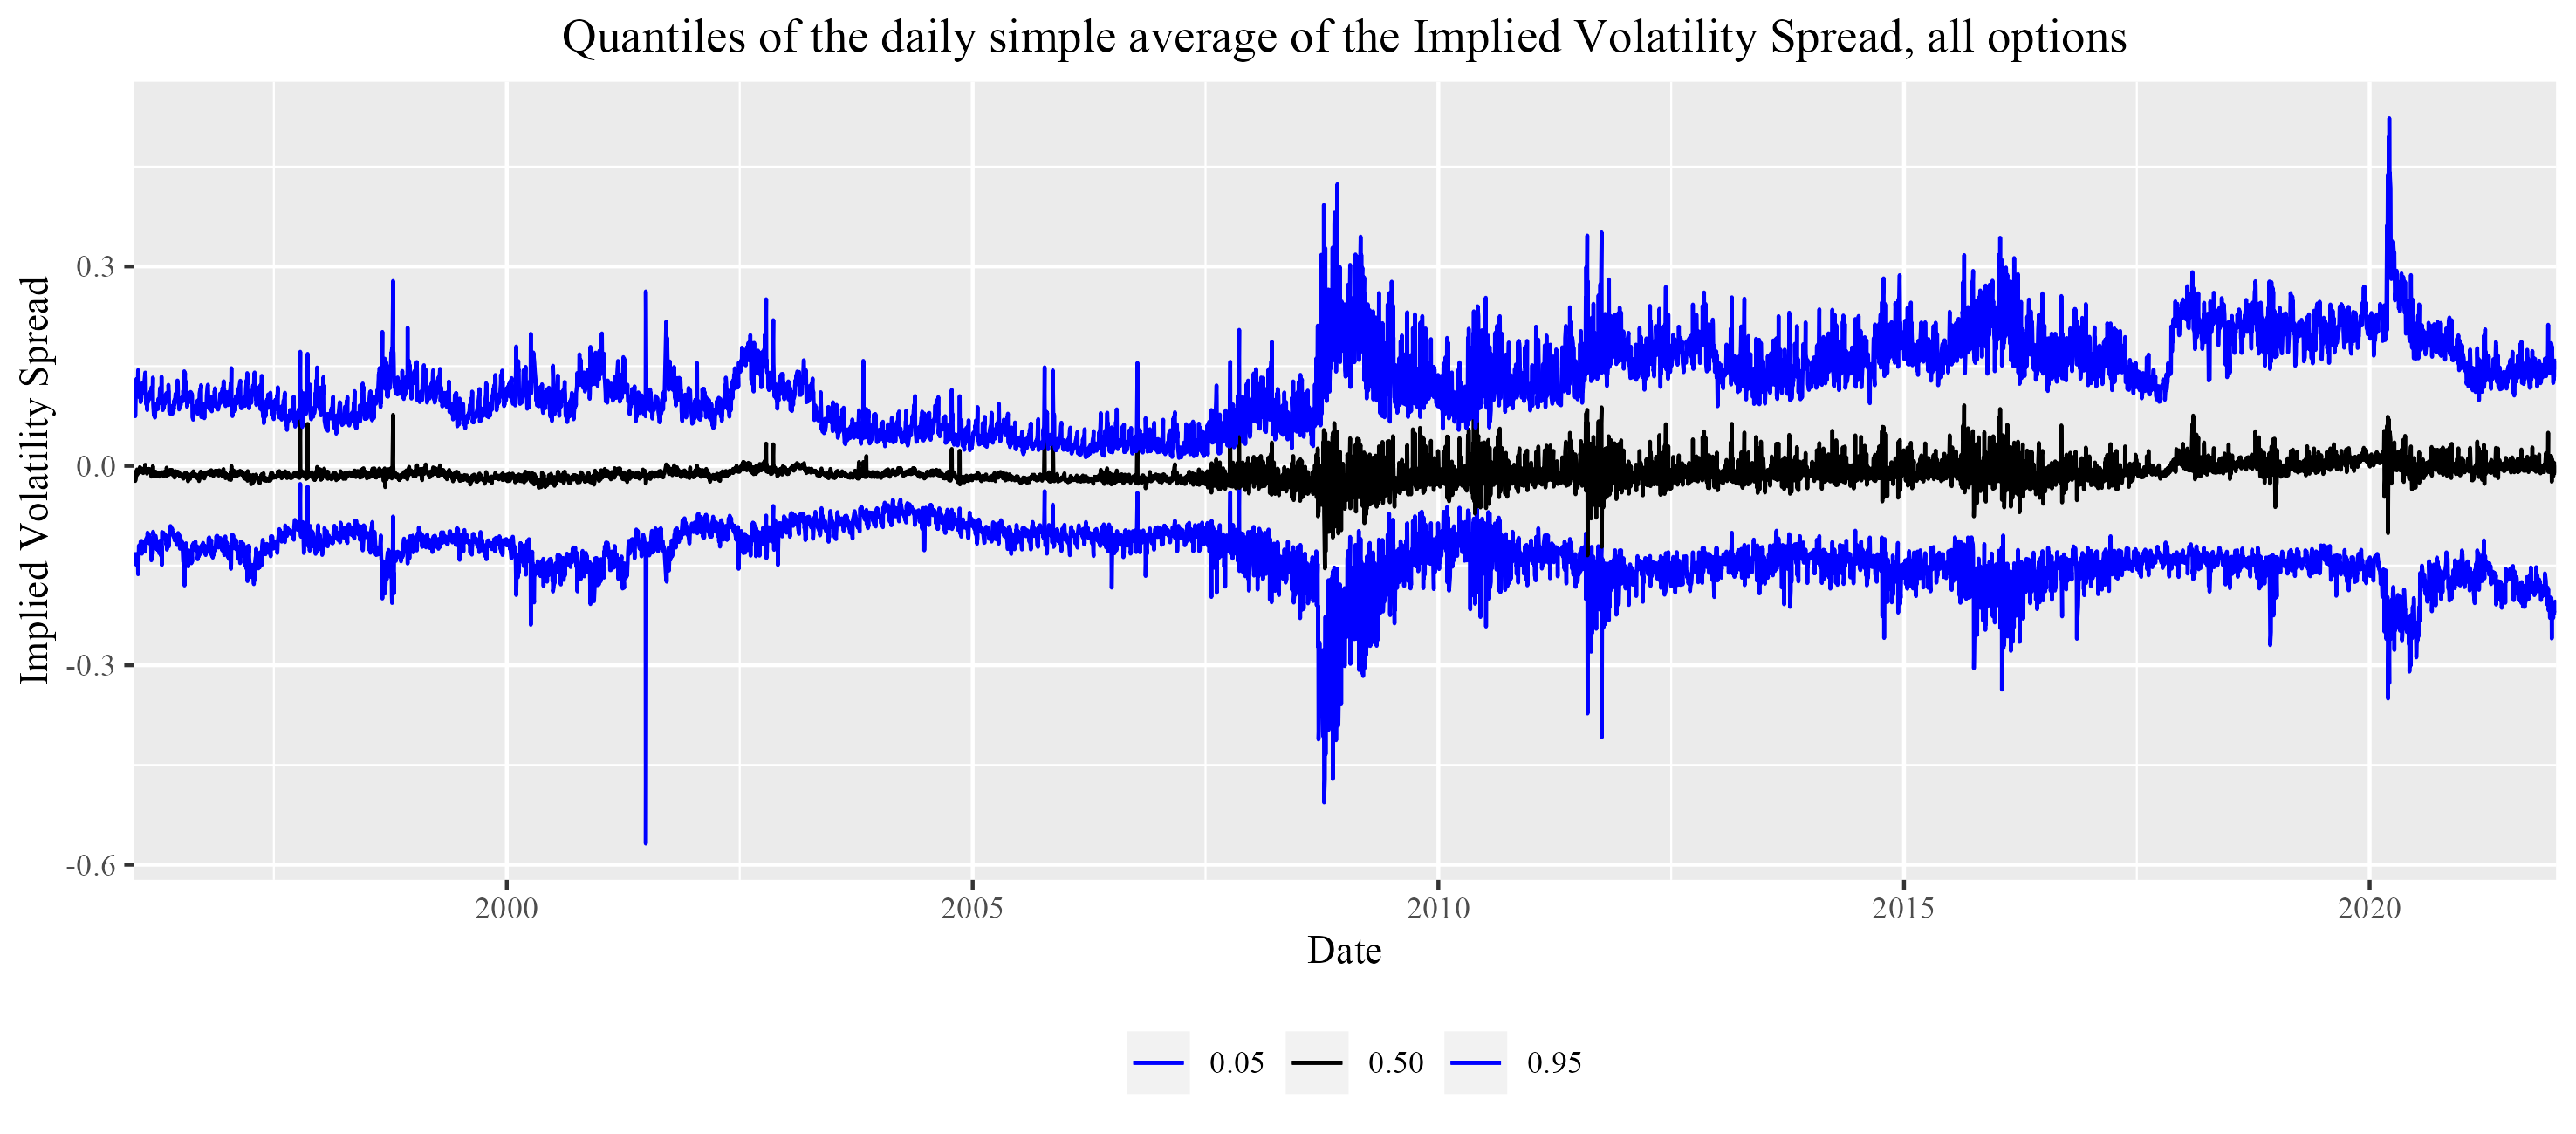 Quantiles of the daily simple average of the Implied Volatility Spread, all options
Implied Volatility Spread
0.3
0.0
-0.3
-0.6
2000 2005 2010 2015 2020
Date
0.05 0.50 0.95